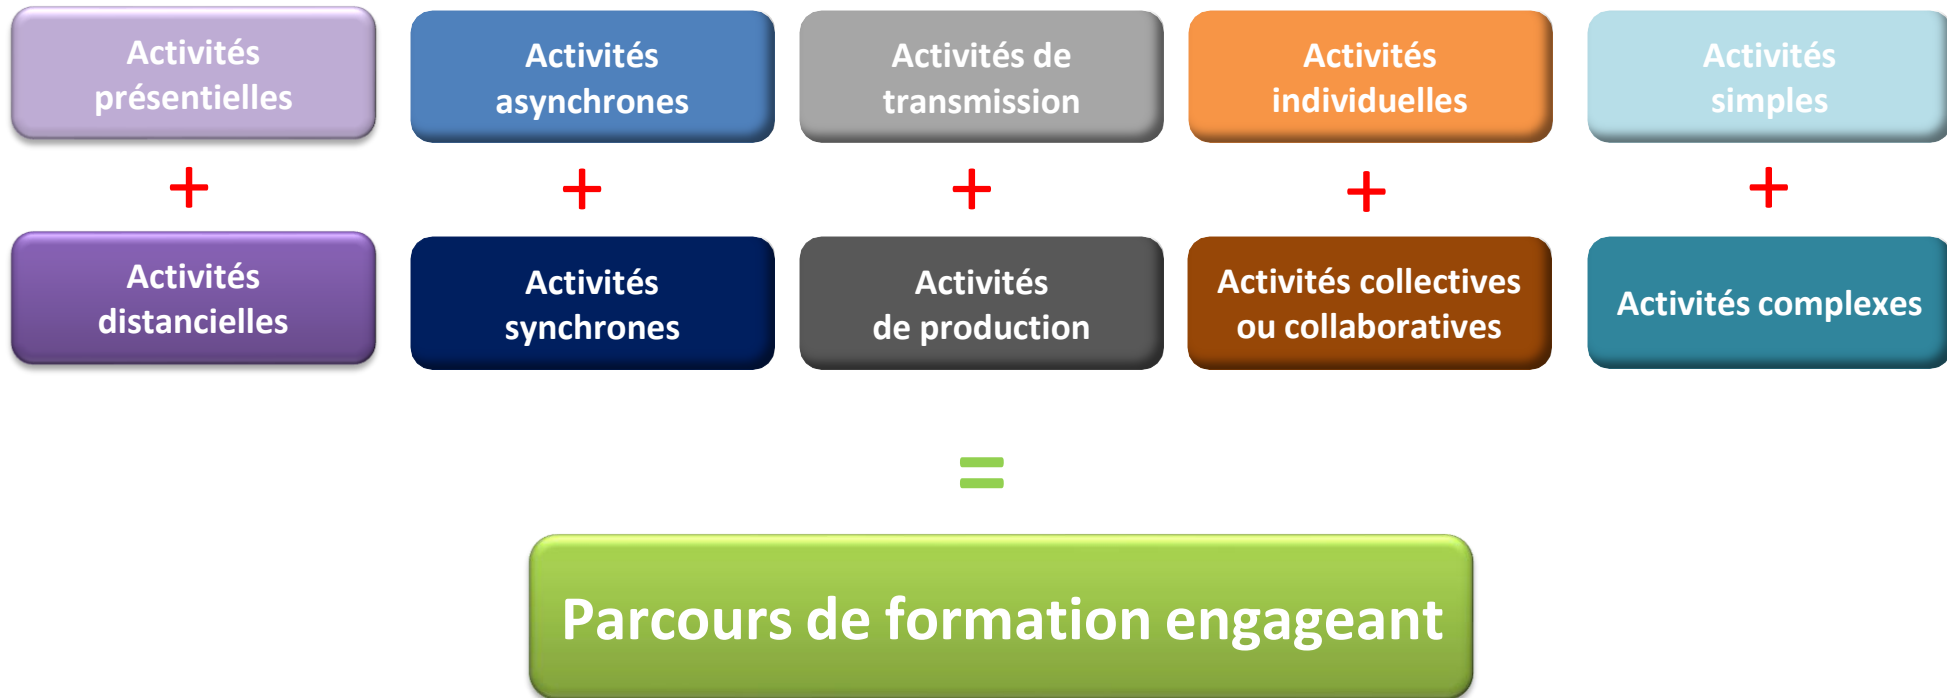 Activités
présentielles
Activités
asynchrones
Activités de
transmission
Activités
individuelles
Activités
simples
+
+
+
+
+
Activités
distancielles
Activités
synchrones
Activités
de production
Activités collectives
ou collaboratives
Activités complexes
=
Parcours de formation engageant